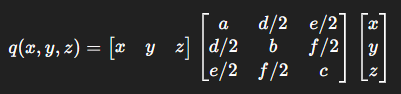 q(x, y, z) = [x y z] [a d/2 e/2; d/2 b f/2; e/2 f/2 c] [x; y; z]